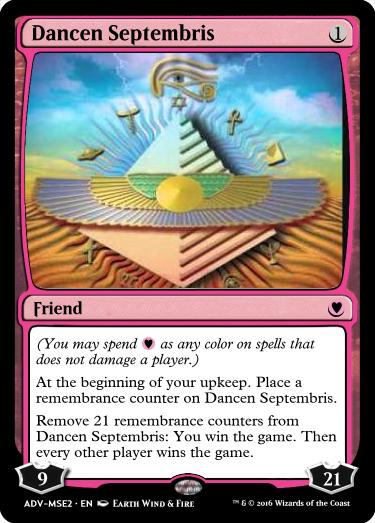 Dancen Septembris 1
Friend
(You may spend ♥ as any color on spells that
does not damage a player.)
At the beginning of your upkeep. Place a
remembrance counter on Dancen Septembris.
Remove 21 remembrance counters from
Dancen Septembris: You win the game. Then
every other player wins the game.
9 21
ADV-MSE2 • EN Earth Wind & Fire ™ & © 2016 Wizards of the Coast